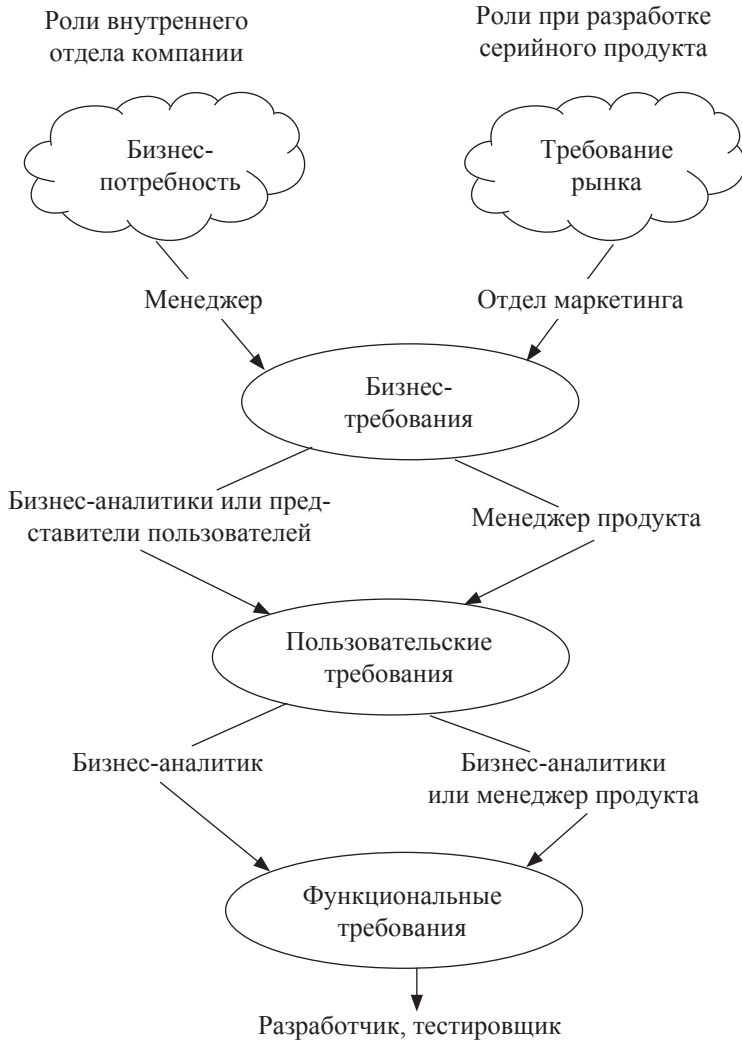 Роли внутреннего
отдела компании
Роли при разработке
серийного продукта
Бизнес-
потребность
Требование
рынка
Менеджер
Отдел маркетинга
Бизнес-
требования
Бизнес-аналитики или пред-
ставители пользователей
Менеджер продукта
Пользовательские
требования
Бизнес-аналитик
Бизнес-аналитики
или менеджер продукта
Функциональные
требования
Разработчик, тестировщик